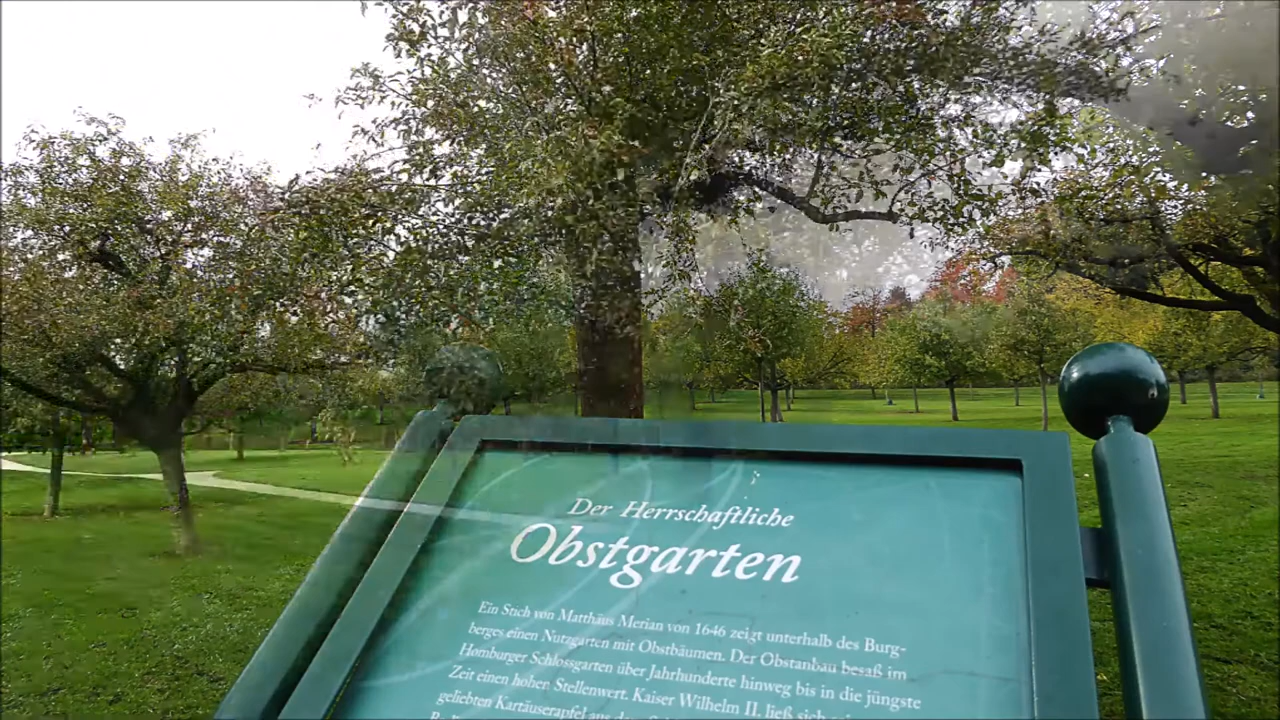 Der Herrschaftliche
Obstgarten
Ein Stich von Matthäus Merian von 1646 zeigt unterhalb des Burg-
berges einen Nutzgarten mit Obstbäumen. Der Obstanbau besaß im
Homburger Schlossgarten über Jahrhunderte hinweg bis in die jüngste
Zeit einen hohen Stellenwert. Kaiser Wilhelm II. ließ sich
geliebten Kartäuserapfel aus